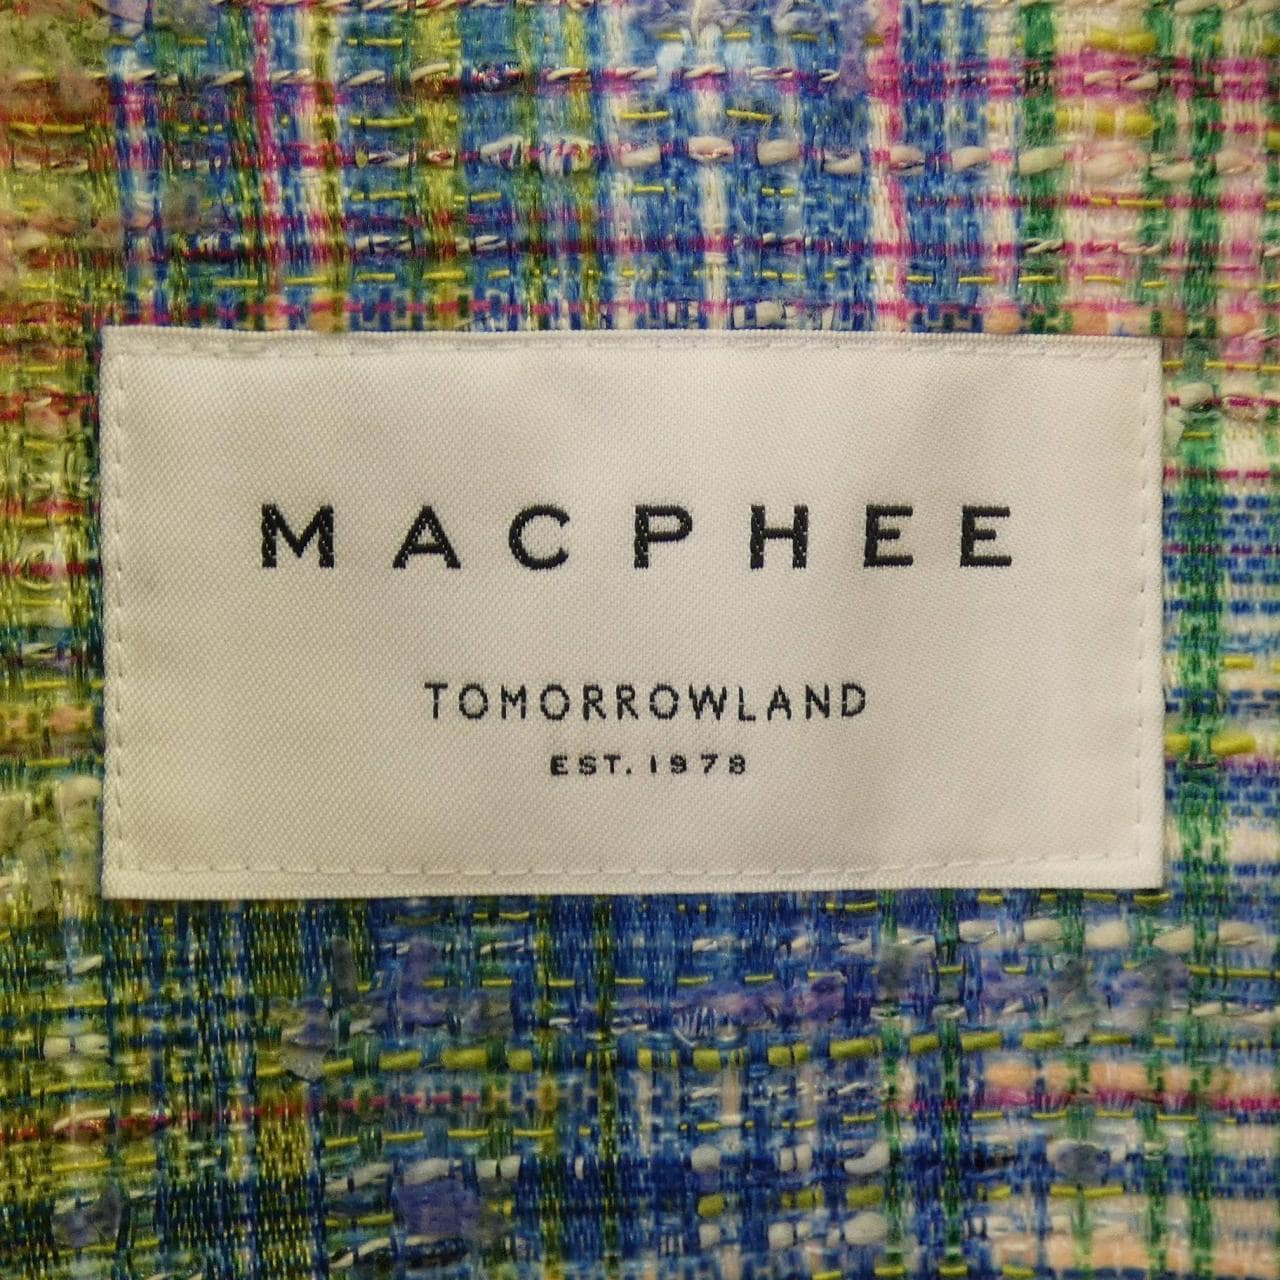 MACPHEE
TOMORROWLAND
EST. 1978